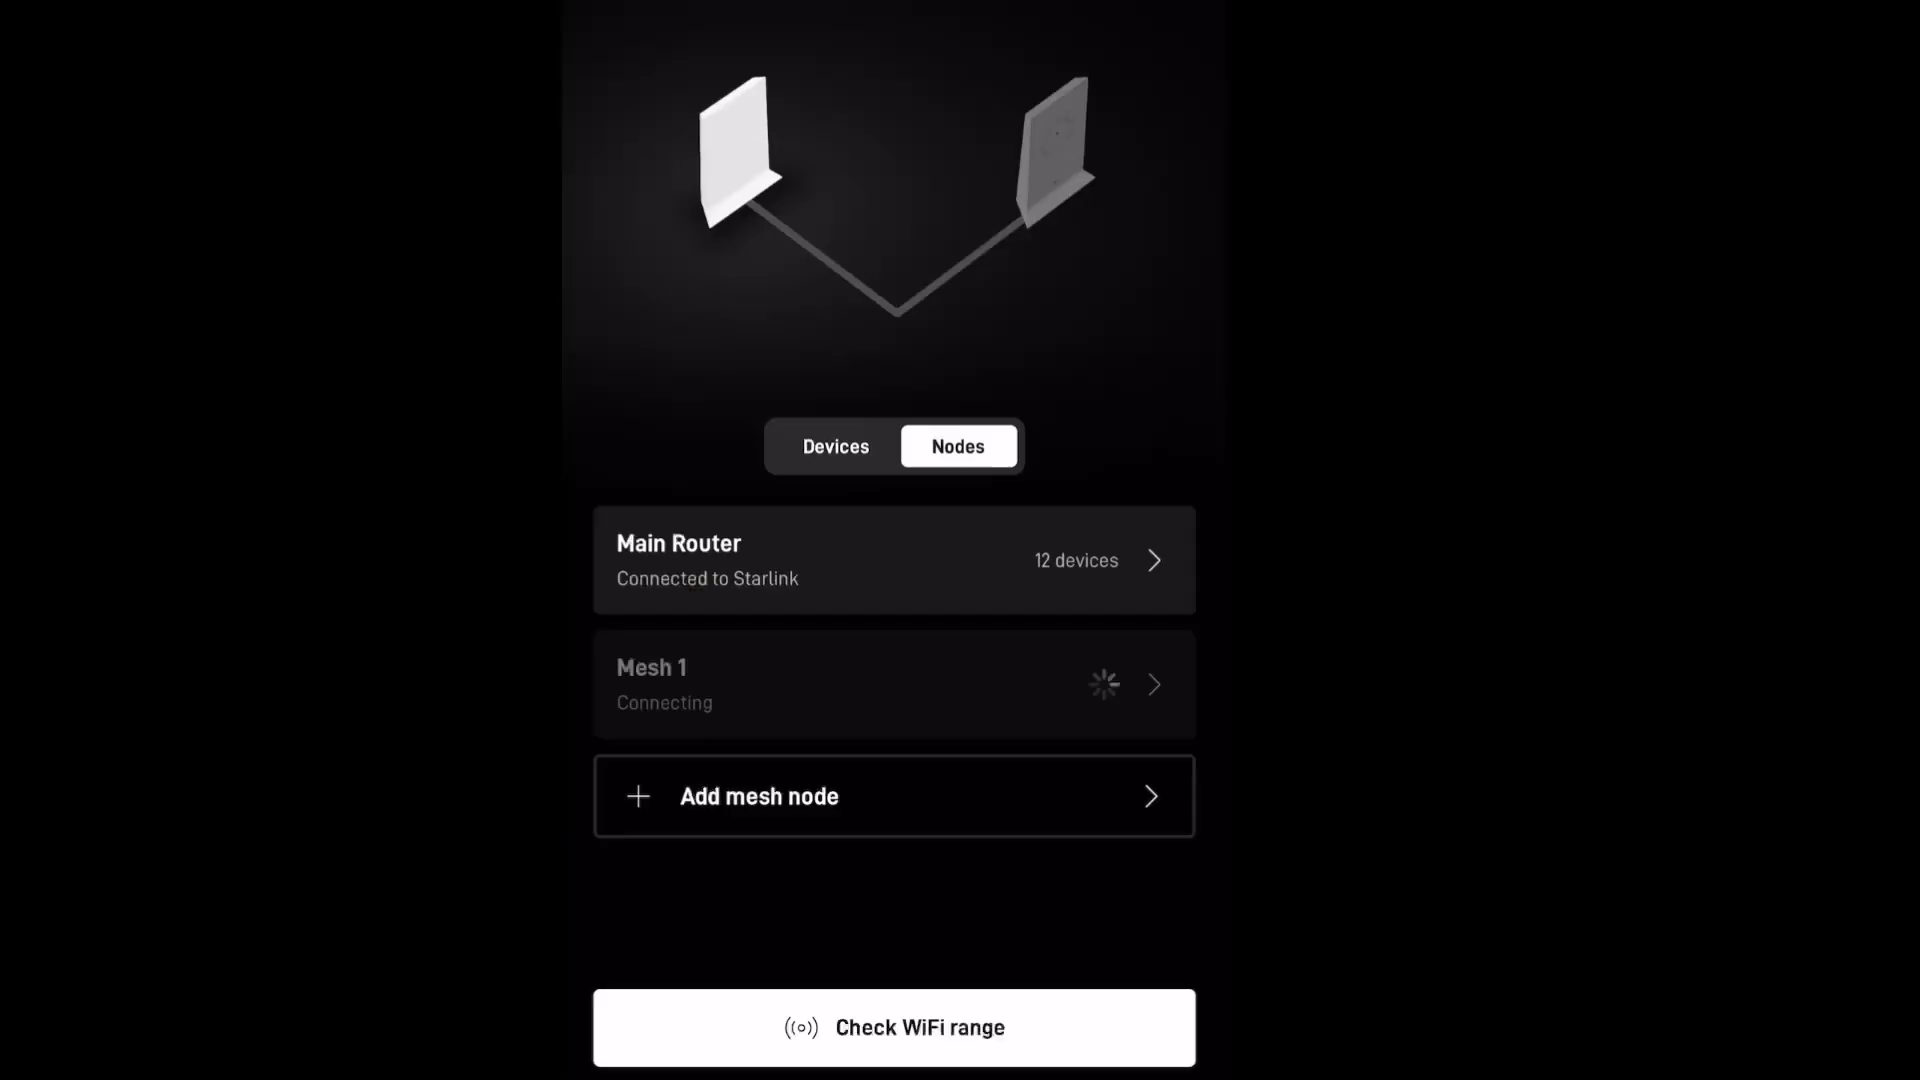 Devices
Nodes
Main Router
Connected to Starlink
12 devices
Mesh 1
Connecting
Add mesh node
Check WiFi range